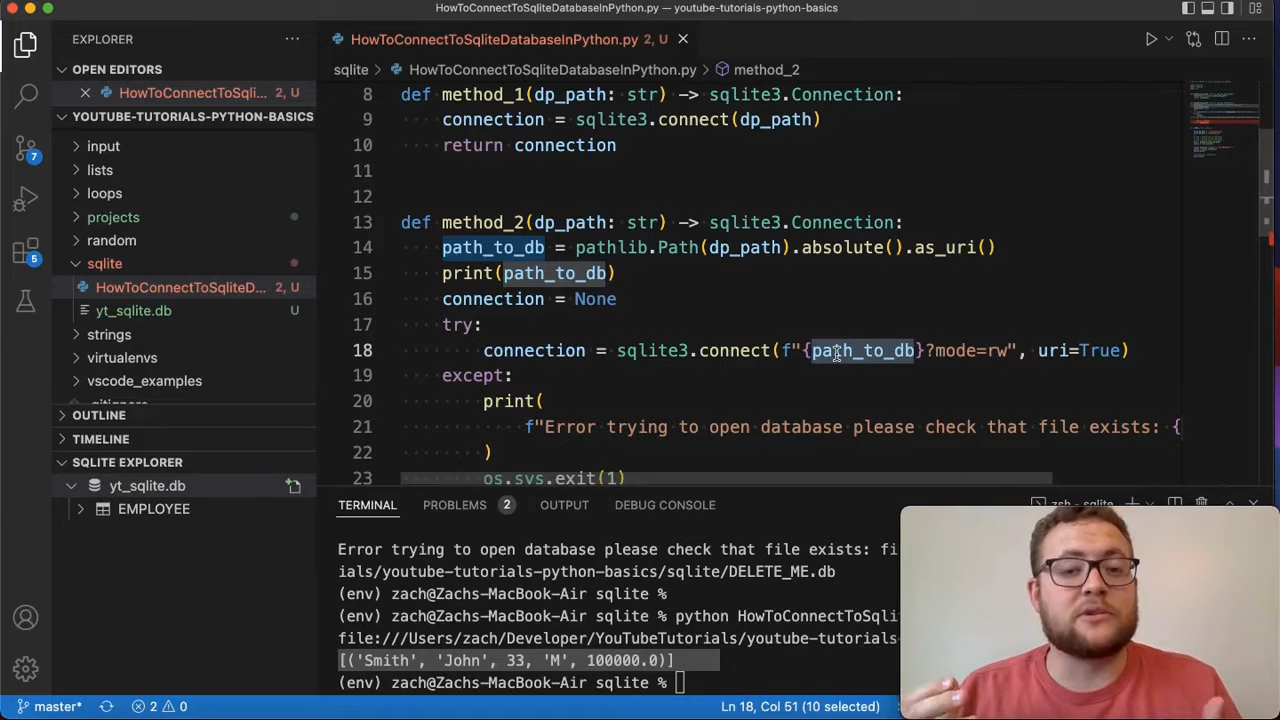 HowToConnectToSqliteDatabaseInPython.py — youtube-tutorials-python-basics
EXPLORER
HowToConnectToSqliteDatabaseInPython.py 2, U
OPEN EDITORS
HowToConnectToSqli... 2, U
YOUTUBE-TUTORIALS-PYTHON-BASICS
input
lists
loops
projects
random
sqlite
HowToConnectToSqliteD... 2, U
yt_sqlite.db U
strings
virtualenvs
vscode_examples
.gitignore
OUTLINE
TIMELINE
SQLITE EXPLORER
yt_sqlite.db
EMPLOYEE
7
5
sqlite > HowToConnectToSqliteDatabaseInPython.py > method_2
8 def method_1(dp_path: str) -> sqlite3.Connection:
9 connection = sqlite3.connect(dp_path)
10 return connection
11
12
13 def method_2(dp_path: str) -> sqlite3.Connection:
14 path_to_db = pathlib.Path(dp_path).absolute().as_uri()
15 print(path_to_db)
16 connection = None
17 try:
18 connection = sqlite3.connect(f"{path_to_db}?mode=rw", uri=True)
19 except:
20 print(
21 f"Error trying to open database please check that file exists: {
22 )
23 os.sys.exit(1)
TERMINAL PROBLEMS 2 OUTPUT DEBUG CONSOLE
zsh - sqlite
Error trying to open database please check that file exists: fi
ials/youtube-tutorials-python-basics/sqlite/DELETE_ME.db
(env) zach@Zachs-MacBook-Air sqlite %
(env) zach@Zachs-MacBook-Air sqlite % python HowToConnectToSqli
file:///Users/zach/Developer/YouTubeTutorials/youtube-tutorials-
[('Smith', 'John', 33, 'M', 100000.0)]
(env) zach@Zachs-MacBook-Air sqlite %
master* 2 0 Ln 18, Col 51 (10 selected)